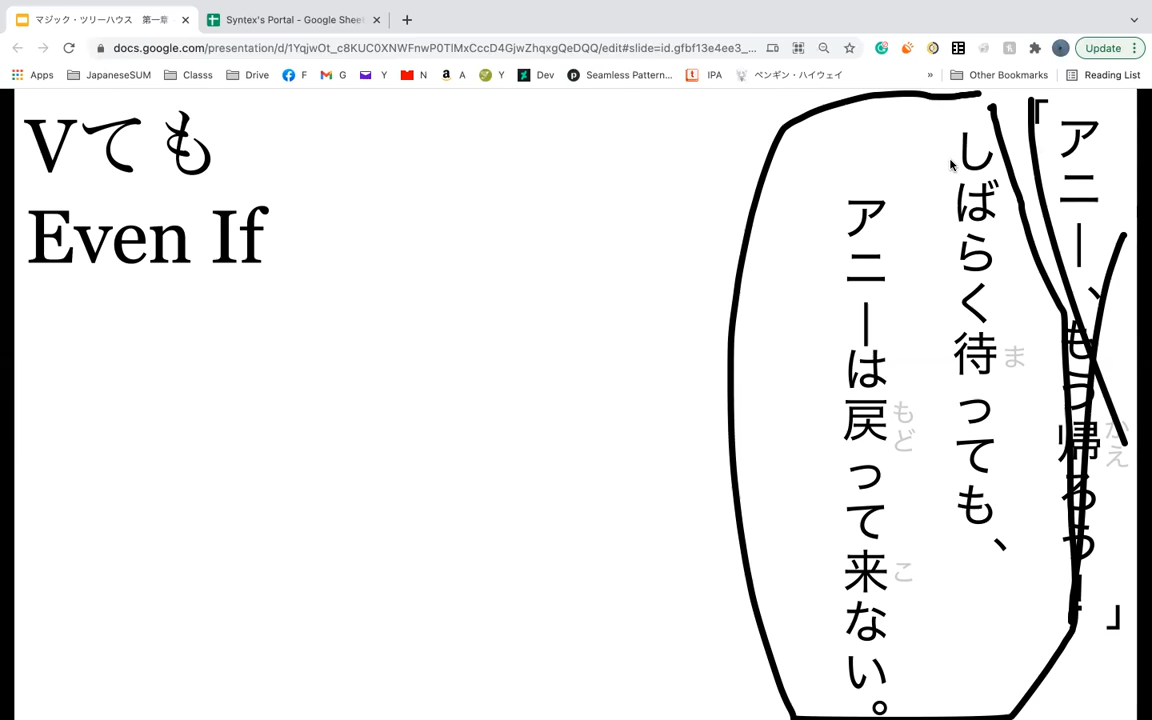 マジック・ツリーハウス 第一章
Syntex's Portal - Google Shee
docs.google.com/presentation/d/1YqjwOt_c8KUC0XNWFnwP0TIMxCccD4GjwZhqxgQeDQQ/edit#slide=id.gfbf13e4ee3_...
Update
Apps
JapaneseSUM
Classs
Drive
F
G
Y
N
A
Y
Dev
Seamless Pattern...
IPA
ペンギン・ハイウェイ
»
Other Bookmarks
Reading List
Vても
Even If
「アニー、もう帰ろう！」
かえ
しばらく待っても、
ま
アニーは戻って来ない。
もど
こ